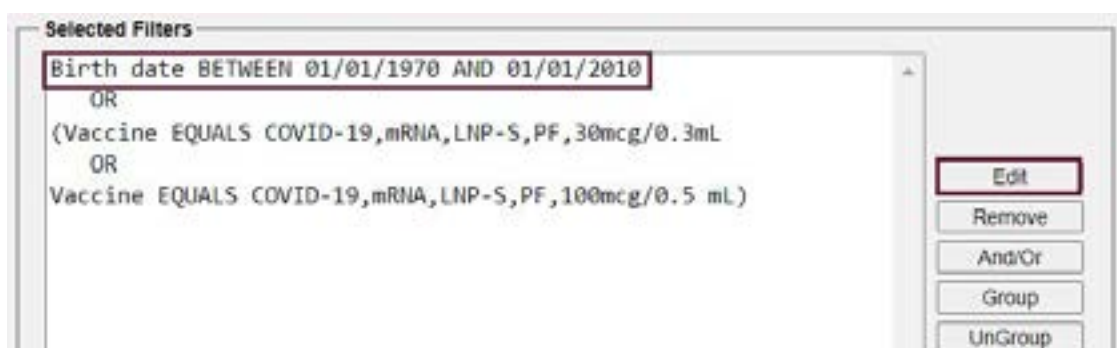 Selected Filters
Birth date BETWEEN 01/01/1970 AND 01/01/2010
OR
(Vaccine EQUALS COVID-19,mRNA,LNP-S,PF,30mcg/0.3mL
OR
Vaccine EQUALS COVID-19,mRNA,LNP-S,PF,100mcg/0.5 mL)
Edit
Remove
And/Or
Group
UnGroup